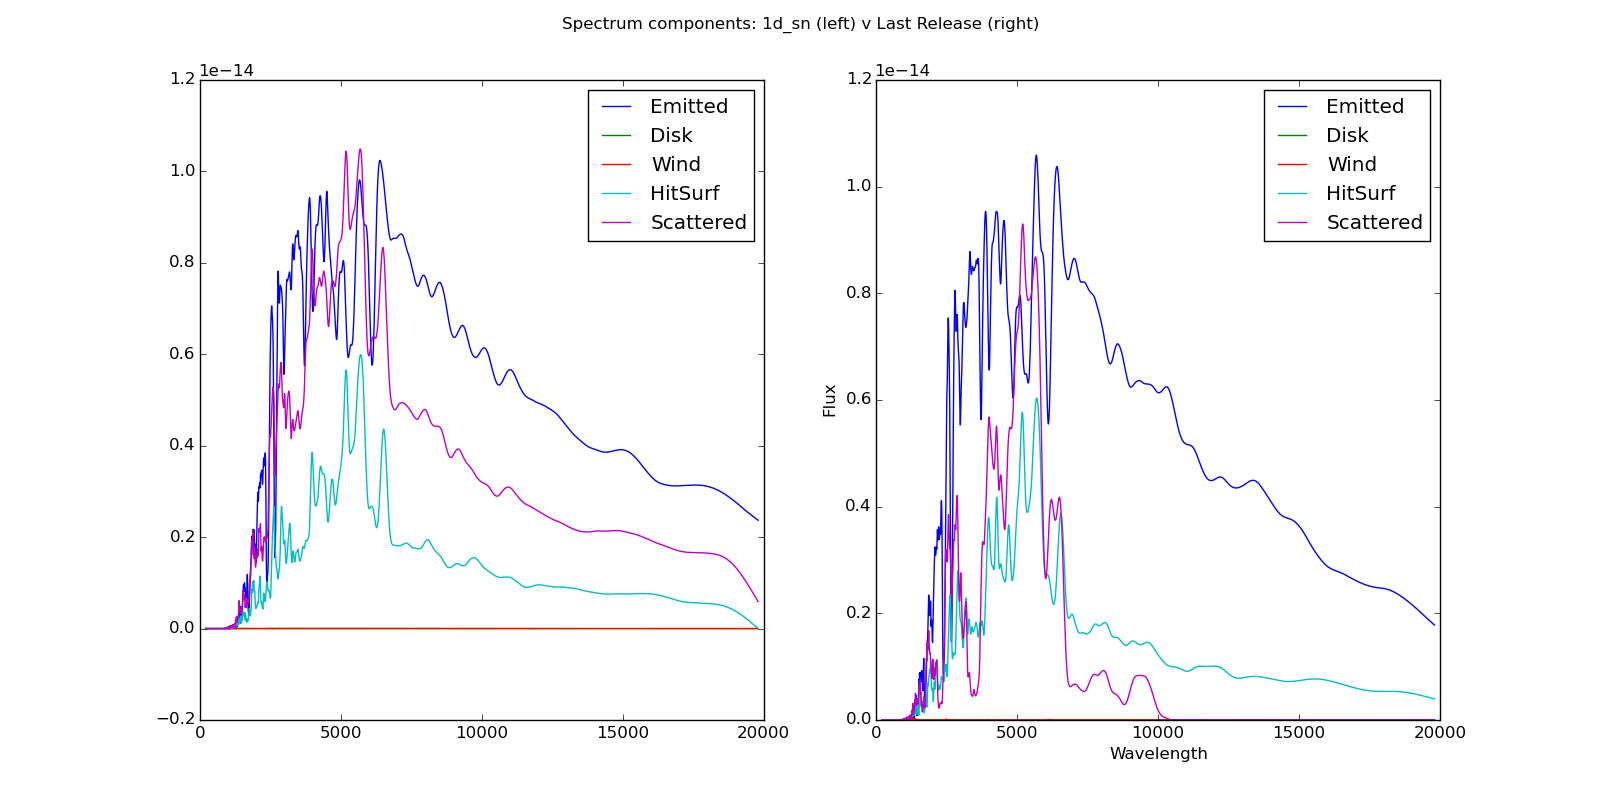 Spectrum components: 1d_sn (left) v Last Release (right)
1e−14
1.2
1.0
0.8
0.6
0.4
0.2
0.0
−0.2
0
5000
10000
15000
20000
Emitted
Disk
Wind
HitSurf
Scattered
1e−14
1.2
1.0
0.8
0.6
0.4
0.2
0.0
Flux
0
5000
10000
15000
20000
Wavelength
Emitted
Disk
Wind
HitSurf
Scattered